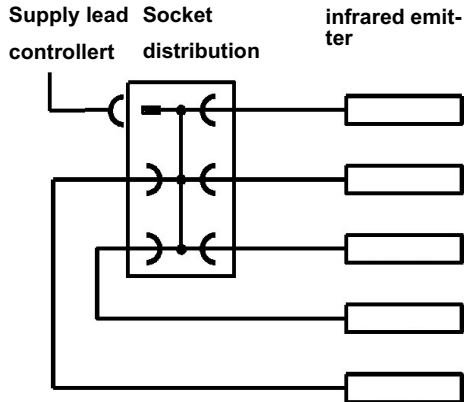 Supply lead
controllert
Socket
distribution
infrared emit-
ter